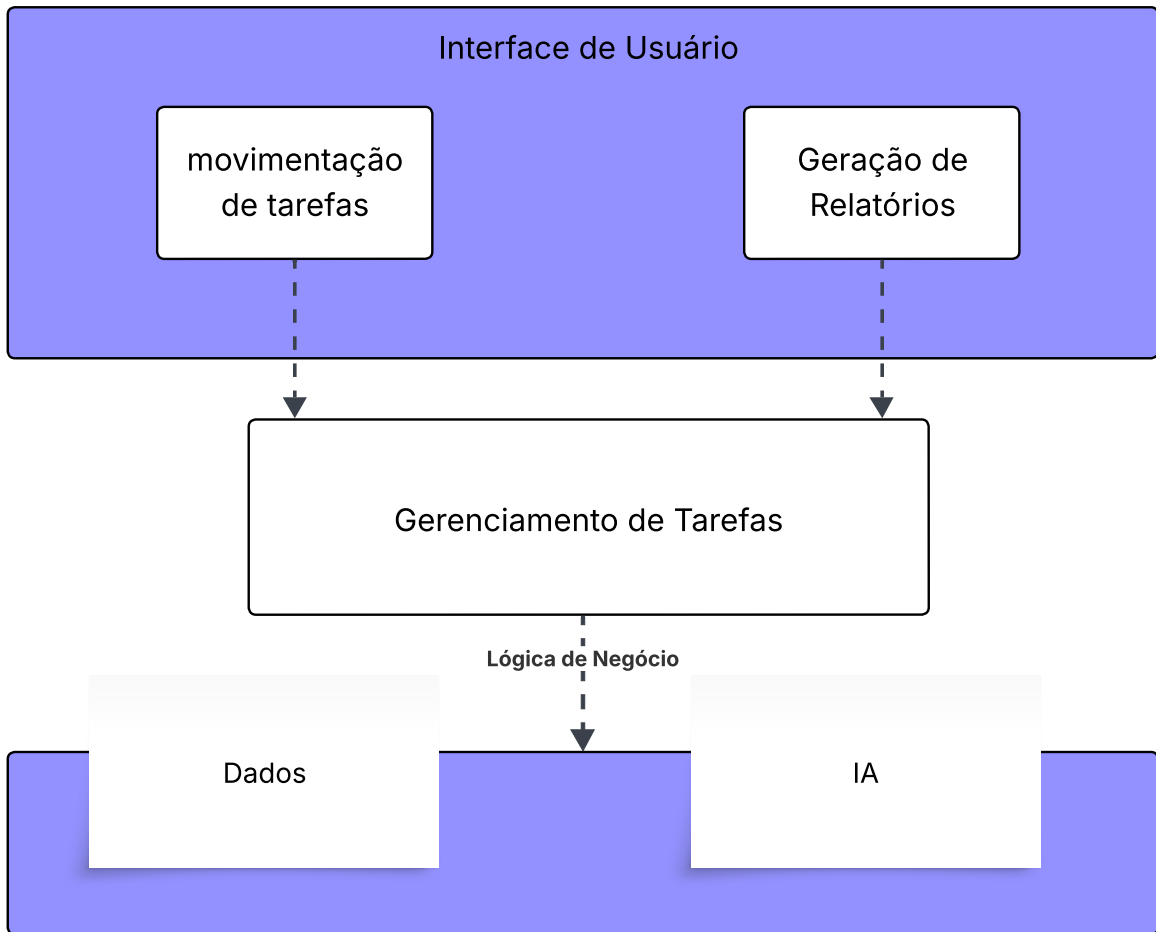 Interface de Usuário
movimentação
de tarefas
Geração de
Relatórios
Gerenciamento de Tarefas
Lógica de Negócio
Dados
IA